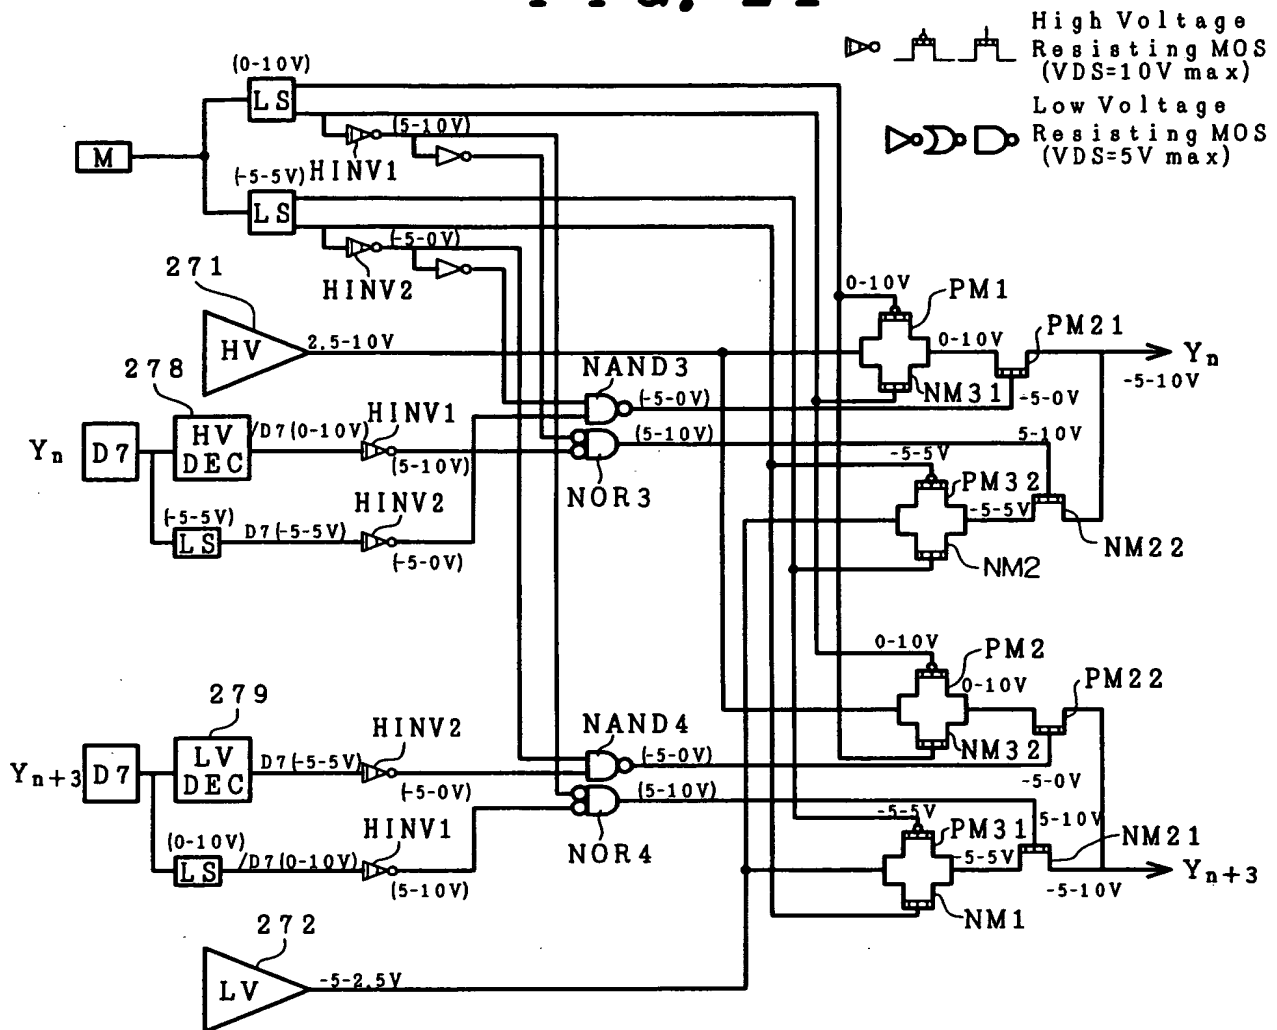 High Voltage
Resisting MOS
(VDS=10V max)
Low Voltage
Resisting MOS
(VDS=5V max)
(0-10V)
LS
(5-10V)
HINV1
M
(-5-5V)
LS
(-5-0V)
HINV2
271
HV
2.5-10V
0-10V
PM1
0-10V
PM21
Yn
-5-10V
NM31
-5-0V
278
NAND3
(-5-0V)
Yn
D7
HV
DEC
/D7(0-10V)
HINV1
(5-10V)
(5-10V)
5-10V
NOR3
-5-5V
PM32
-5-5V
NM22
NM2
(-5-5V)
LS
D7(-5-5V)
HINV2
(-5-0V)
0-10V
PM2
0-10V
PM22
NM32
-5-0V
279
NAND4
(-5-0V)
Yn+3
D7
LV
DEC
D7(-5-5V)
HINV2
(-5-0V)
(5-10V)
NOR4
-5-5V
PM31
-5-5V
5-10V
NM21
Yn+3
-5-10V
NM1
(0-10V)
LS
/D7(0-10V)
HINV1
(5-10V)
272
LV
-5-2.5V